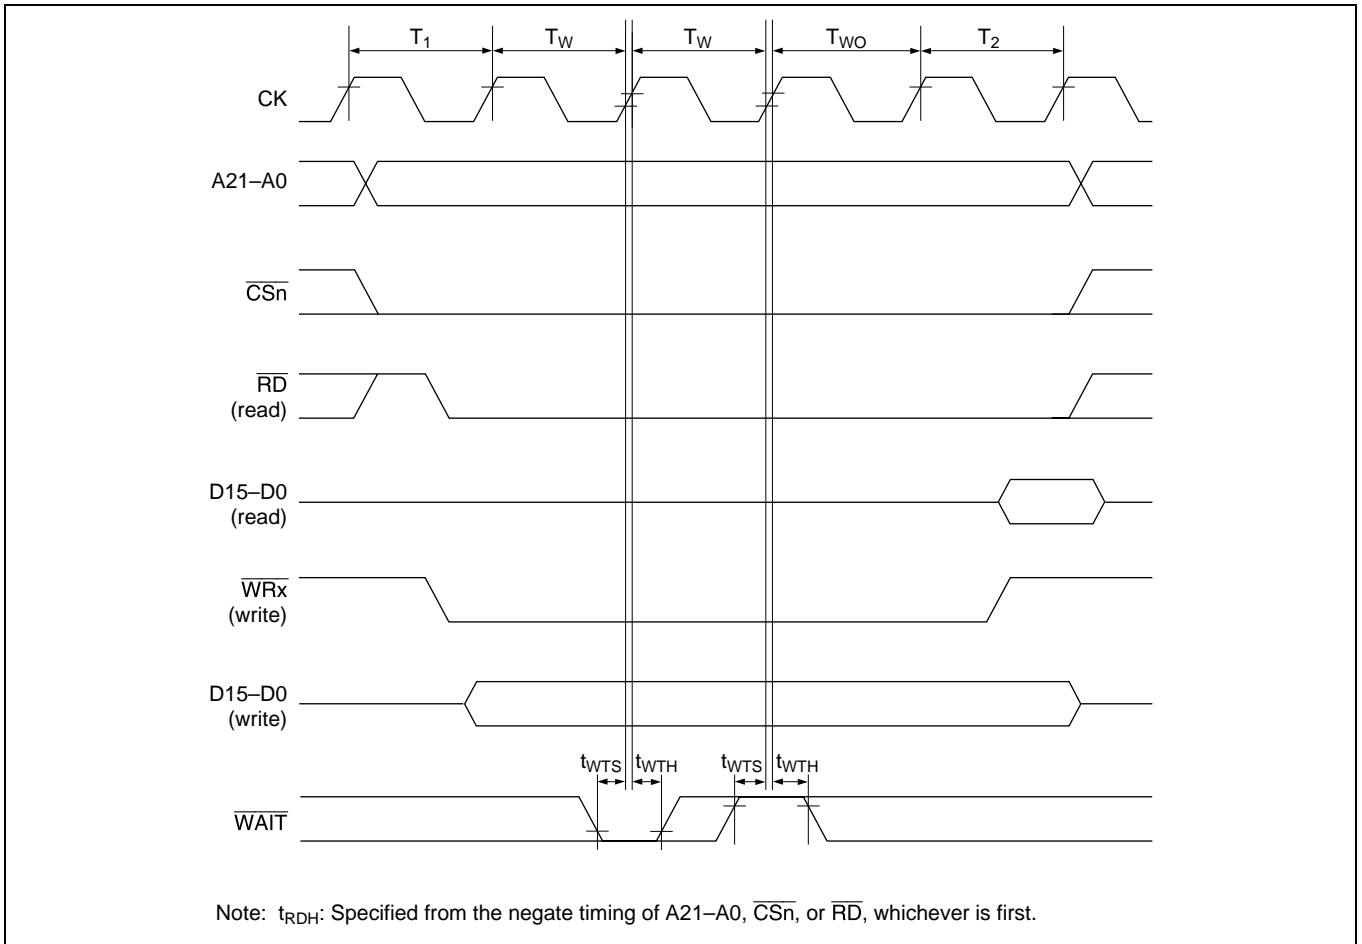 T1 TW TW TWO T2
CK
A21–A0
CSn
RD
(read)
D15–D0
(read)
WRx
(write)
D15–D0
(write)
tWTS tWTH tWTS tWTH
WAIT
Note: tRDH: Specified from the negate timing of A21–A0, CSn, or RD, whichever is first.